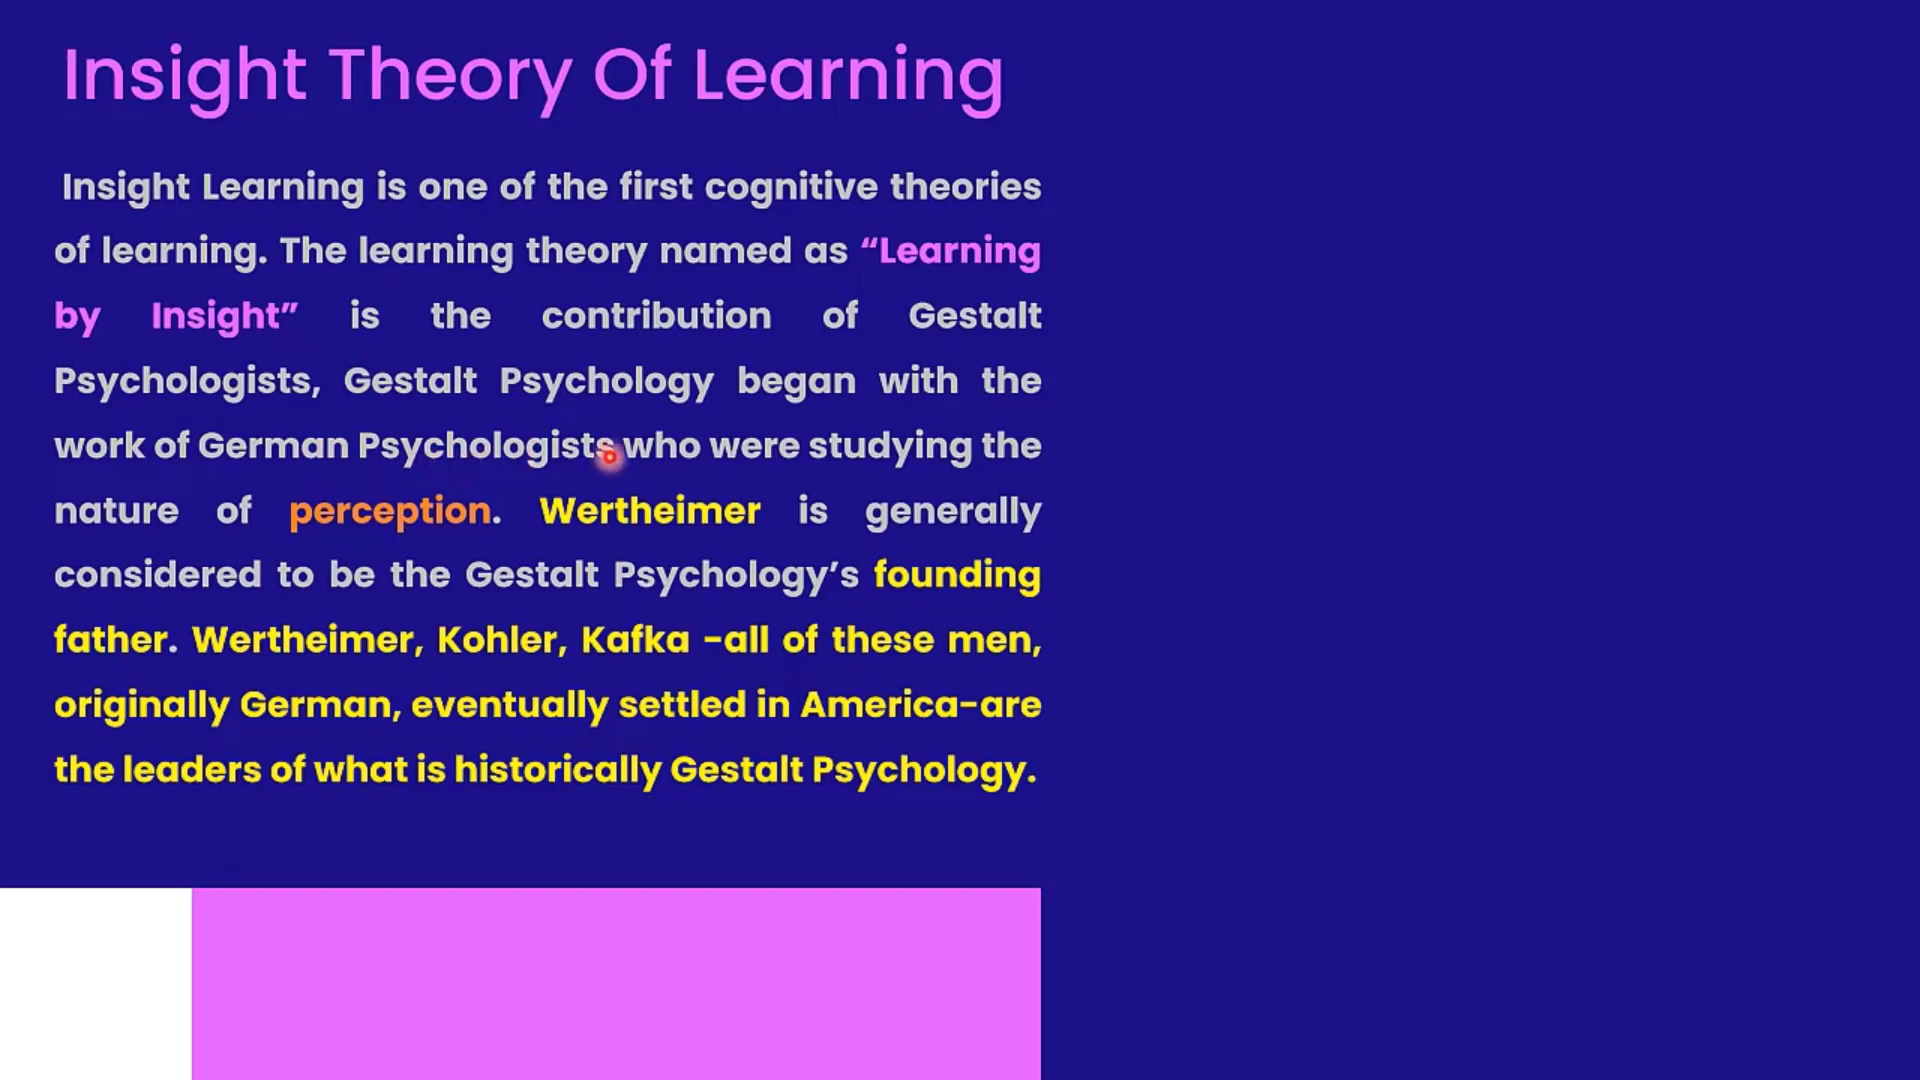 Insight Theory Of Learning
Insight Learning is one of the first cognitive theories
of learning. The learning theory named as “Learning
by Insight” is the contribution of Gestalt
Psychologists, Gestalt Psychology began with the
work of German Psychologists who were studying the
nature of perception. Wertheimer is generally
considered to be the Gestalt Psychology’s founding
father. Wertheimer, Kohler, Kafka –all of these men,
originally German, eventually settled in America–are
the leaders of what is historically Gestalt Psychology.